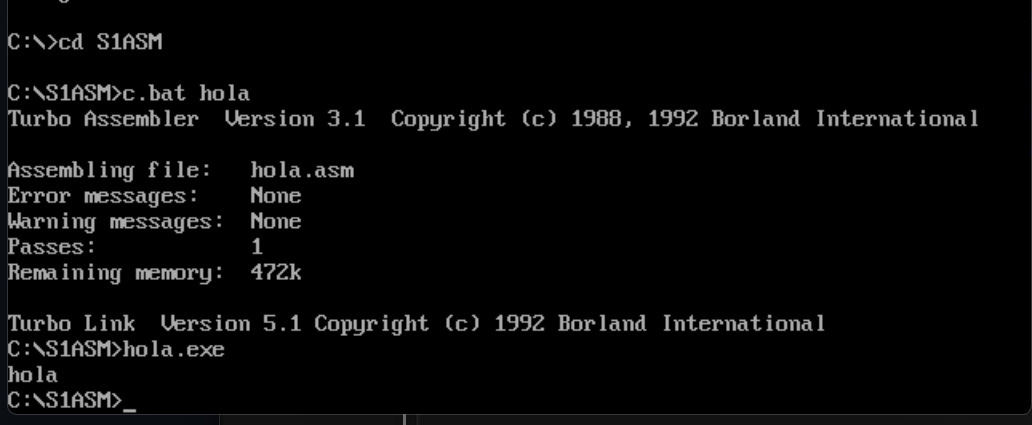 C:\>cd S1ASM
C:\S1ASM>c.bat hola
Turbo Assembler  Version 3.1  Copyright (c) 1988, 1992 Borland International
Assembling file:   hola.asm
Error messages:    None
Warning messages:  None
Passes:            1
Remaining memory:  472k
Turbo Link  Version 5.1 Copyright (c) 1992 Borland International
C:\S1ASM>hola.exe
hola
C:\S1ASM>_